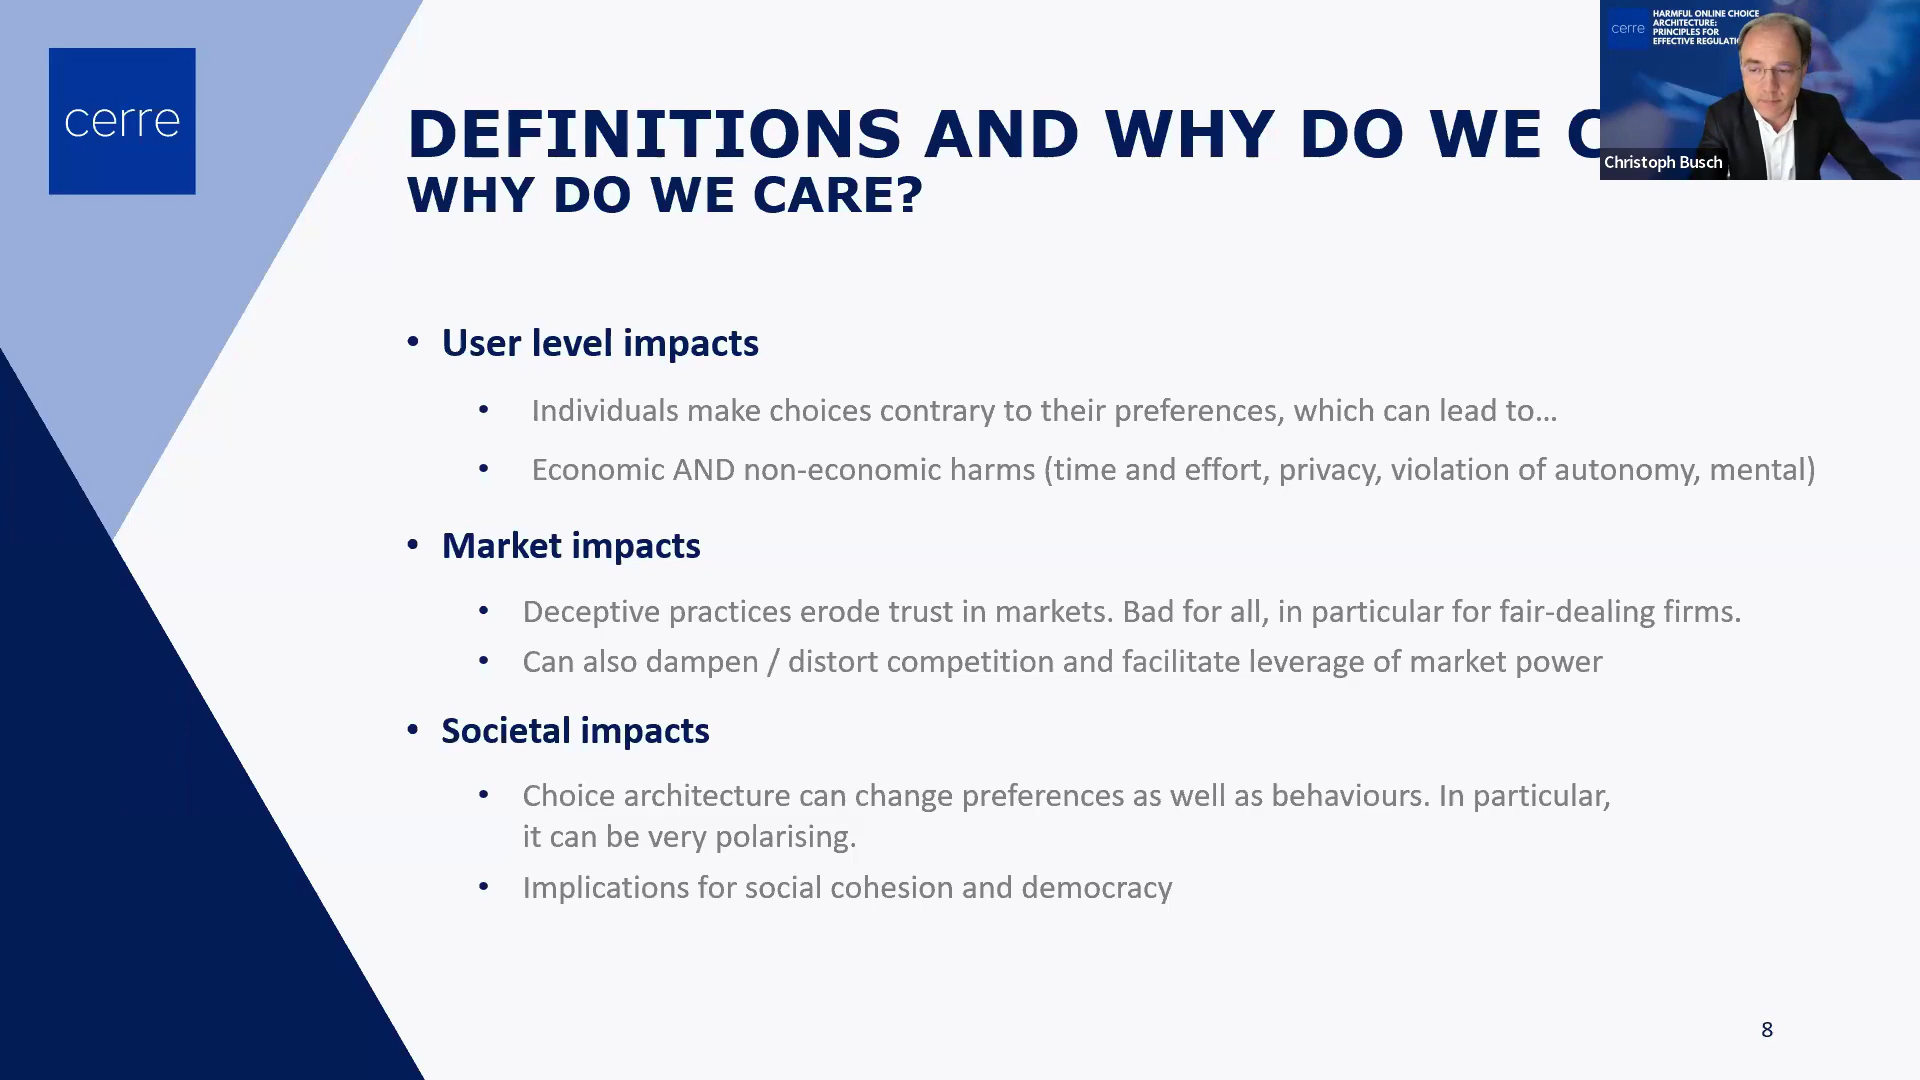 cerre
DEFINITIONS AND WHY DO WE C
WHY DO WE CARE?
cerre
HARMFUL ONLINE CHOICE
ARCHITECTURE:
PRINCIPLES FOR
EFFECTIVE REGULATI
Christoph Busch
• User level impacts
• Individuals make choices contrary to their preferences, which can lead to…
• Economic AND non-economic harms (time and effort, privacy, violation of autonomy, mental)
• Market impacts
• Deceptive practices erode trust in markets. Bad for all, in particular for fair-dealing firms.
• Can also dampen / distort competition and facilitate leverage of market power
• Societal impacts
• Choice architecture can change preferences as well as behaviours. In particular,
it can be very polarising.
• Implications for social cohesion and democracy
8